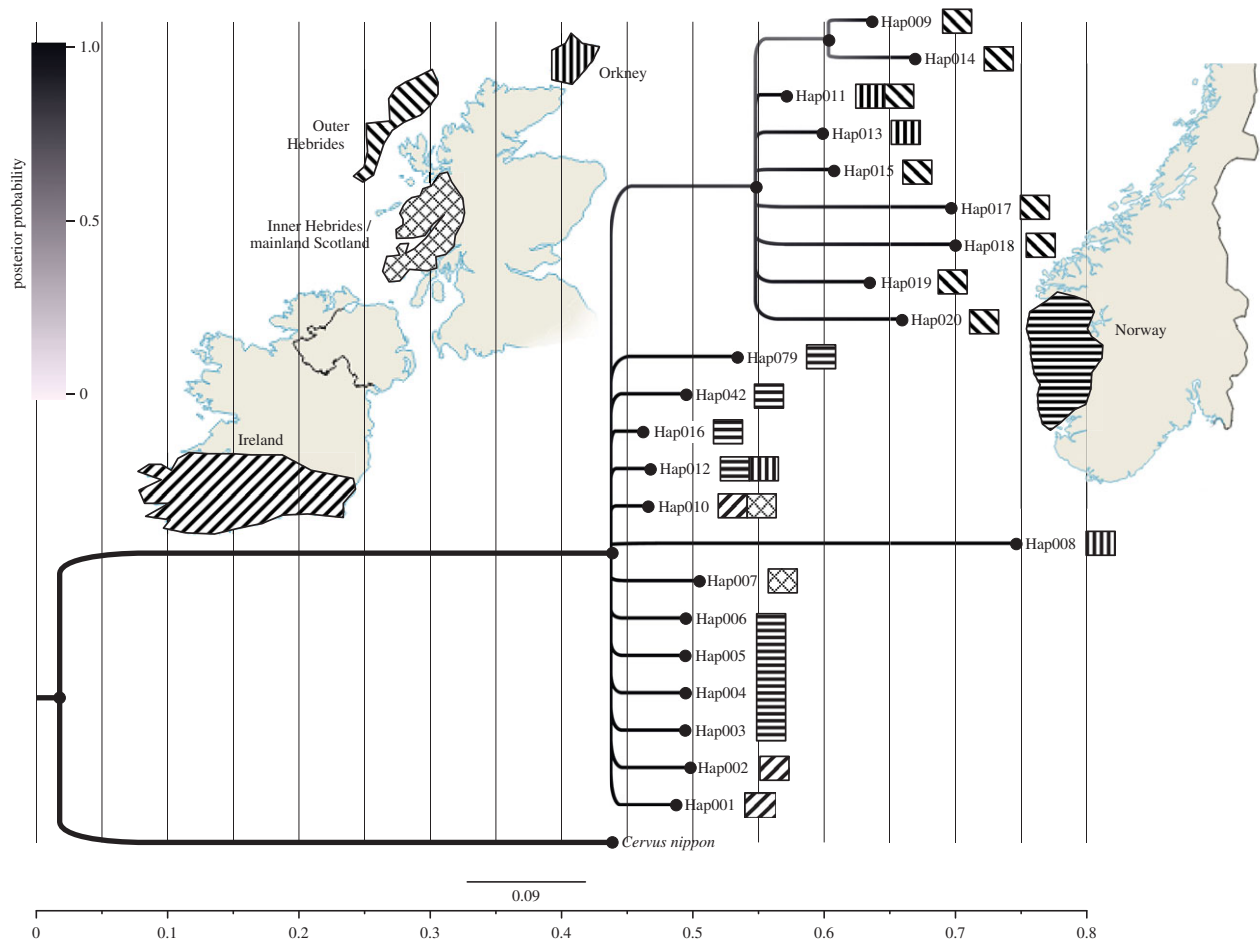 Hap009
Hap014
Hap011
Hap013
Hap015
Hap017
Hap018
Hap019
Hap020
Hap079
Hap042
Hap016
Hap012
Hap010
Hap008
Hap007
Hap006
Hap005
Hap004
Hap003
Hap002
Hap001
Cervus nippon
1.0
0.5
0
posterior probability
Orkney
Outer
Hebrides
Inner Hebrides /
mainland Scotland
Ireland
Norway
0.09
0
0.1
0.2
0.3
0.4
0.5
0.6
0.7
0.8